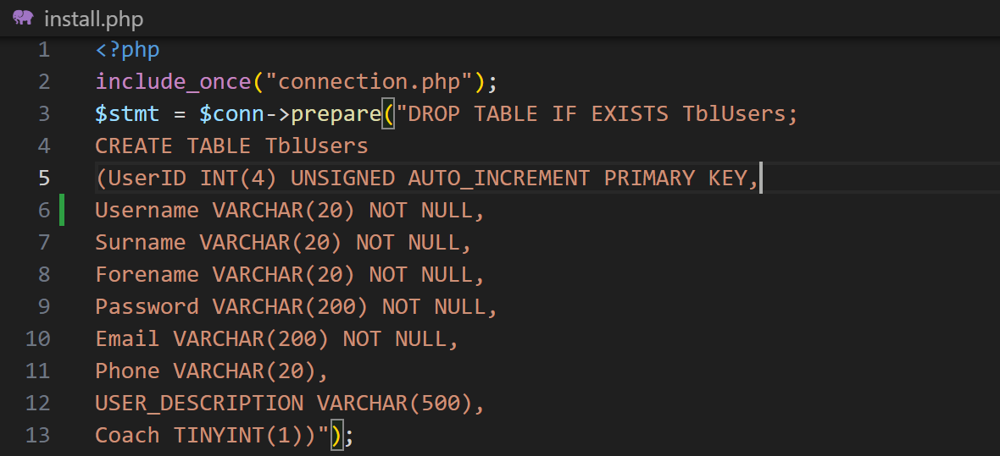 install.php
1 <?php
2 include_once("connection.php");
3 $stmt = $conn->prepare("DROP TABLE IF EXISTS TblUsers;
4 CREATE TABLE TblUsers
5 (UserID INT(4) UNSIGNED AUTO_INCREMENT PRIMARY KEY,
6 Username VARCHAR(20) NOT NULL,
7 Surname VARCHAR(20) NOT NULL,
8 Forename VARCHAR(20) NOT NULL,
9 Password VARCHAR(200) NOT NULL,
10 Email VARCHAR(200) NOT NULL,
11 Phone VARCHAR(20),
12 USER_DESCRIPTION VARCHAR(500),
13 Coach TINYINT(1))");